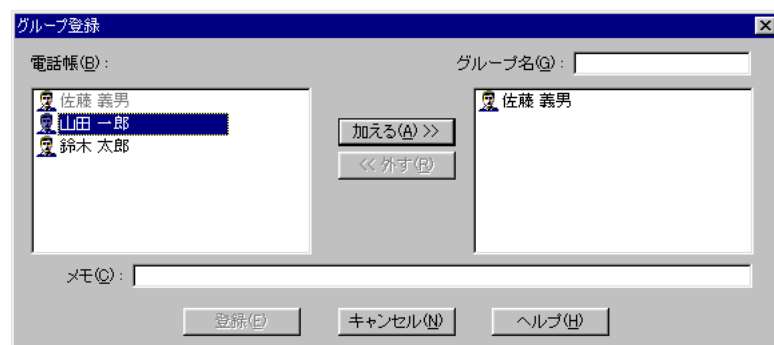 グループ登録
電話帳(B)： グループ名(G)：
佐藤 義男 佐藤 義男
山田 一郎 加える(A) >>
鈴木 太郎 << 外す(R)
メモ(C)：
登録(E) キャンセル(N) ヘルプ(H)